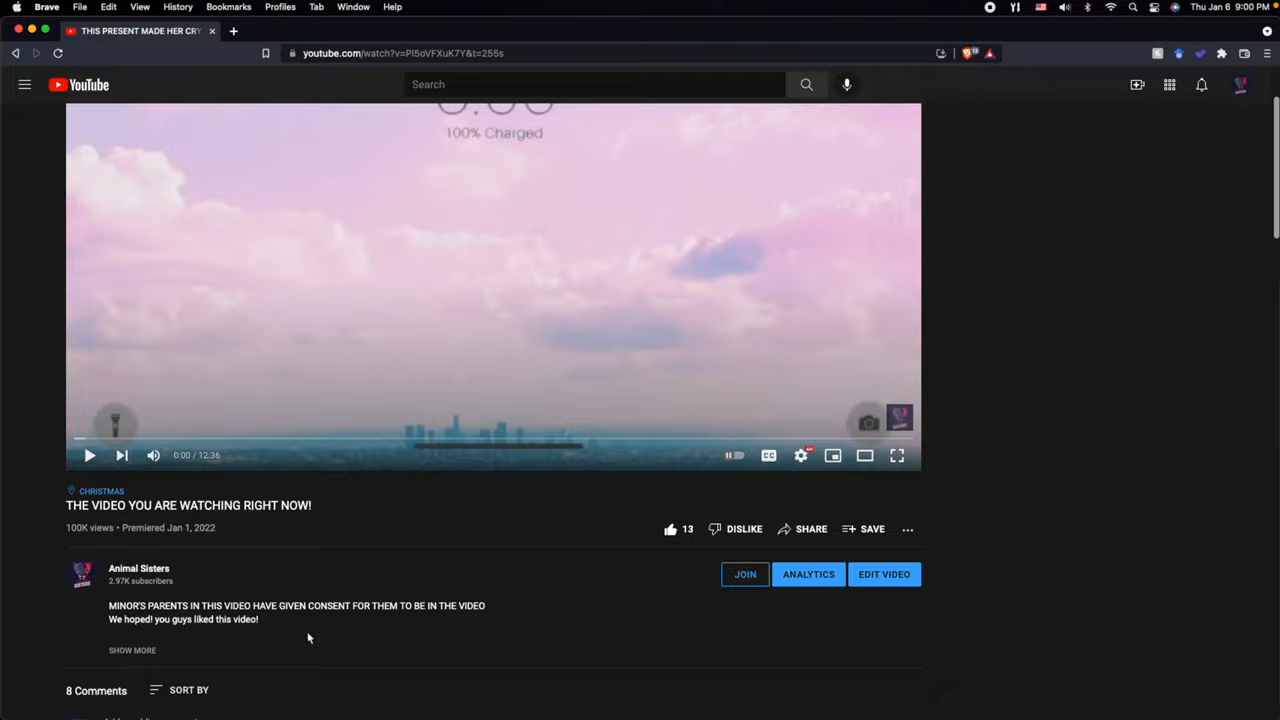 Brave File Edit View History Bookmarks Profiles Tab Window Help Thu Jan 6 9:00 PM
THIS PRESENT MADE HER CRY
youtube.com/watch?v=PI5oVFXuK7Y&t=255s
YouTube Search
100% Charged
0:00 / 12:36 CC
CHRISTMAS
THE VIDEO YOU ARE WATCHING RIGHT NOW!
100K views • Premiered Jan 1, 2022
13 DISLIKE SHARE SAVE
Animal Sisters
2.97K subscribers
JOIN ANALYTICS EDIT VIDEO
MINOR'S PARENTS IN THIS VIDEO HAVE GIVEN CONSENT FOR THEM TO BE IN THE VIDEO
We hoped! you guys liked this video!
SHOW MORE
8 Comments SORT BY